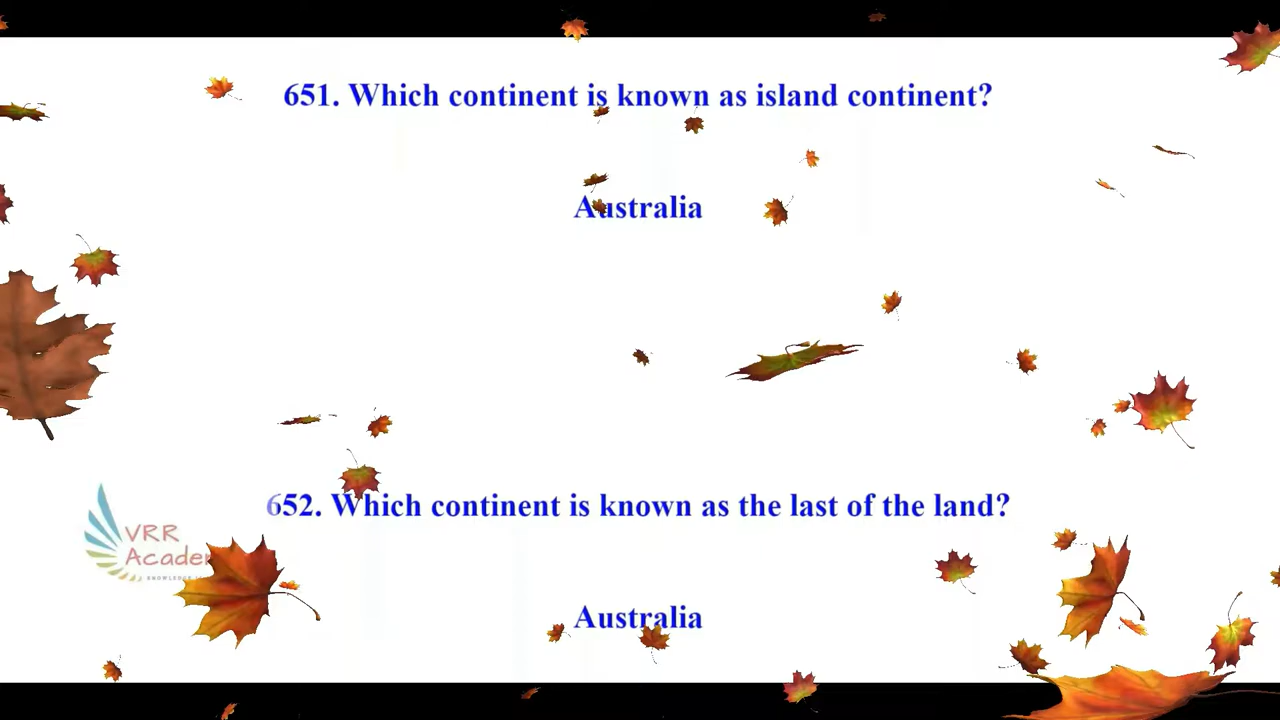 651. Which continent is known as island continent?
Australia
652. Which continent is known as the last of the land?
VRR
Australia